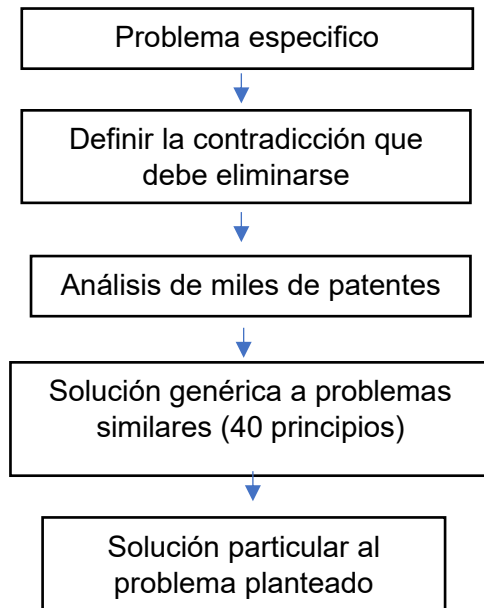 Problema especifico
Definir la contradicción que
debe eliminarse
Análisis de miles de patentes
Solución genérica a problemas
similares (40 principios)
Solución particular al
problema planteado